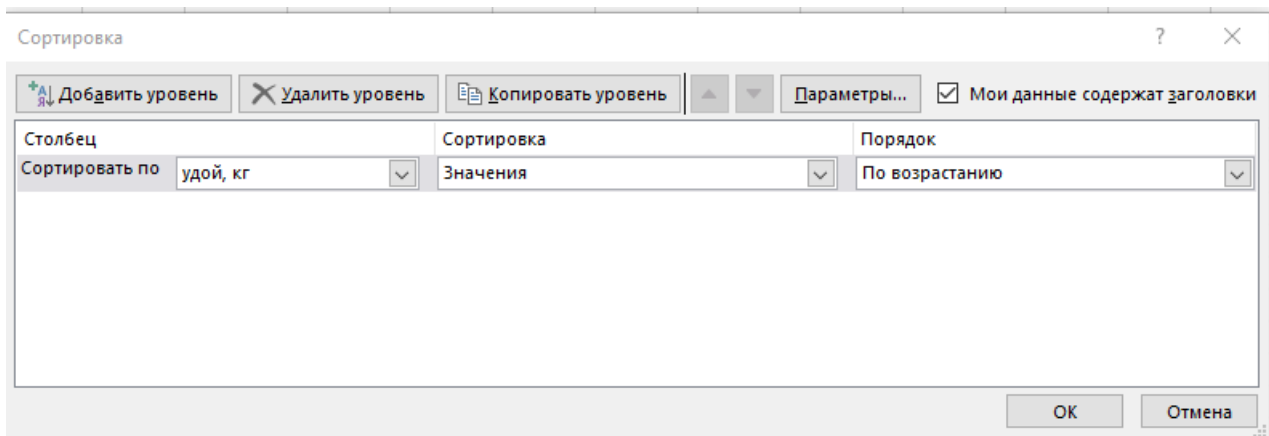 Сортировка ?
Добавить уровень Удалить уровень Копировать уровень Параметры... Мои данные содержат заголовки
Столбец Сортировка Порядок
Сортировать по удой, кг Значения По возрастанию
ОК Отмена